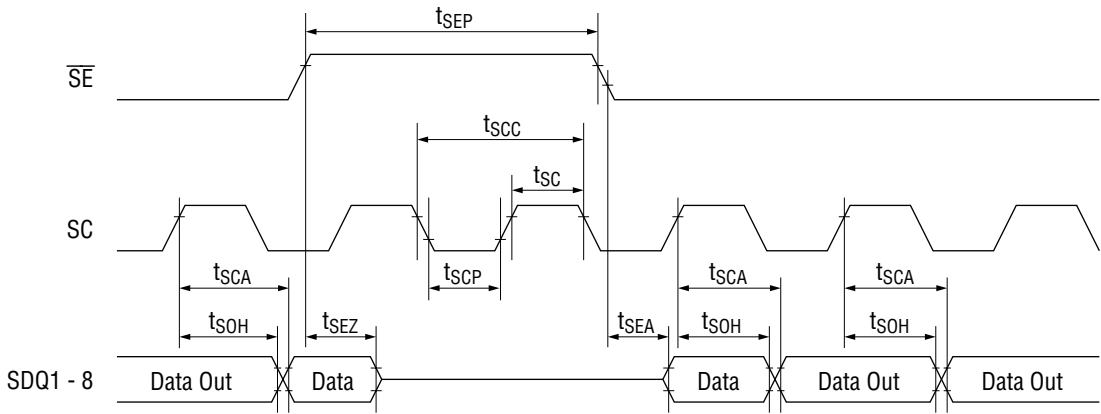 tSEP
SE
tSCC
tSC
SC
tSCA
tSCP
tSCA
tSCA
tSOH
tSEZ
tSEA
tSOH
tSOH
SDQ1 - 8
Data Out
Data
Data
Data Out
Data Out